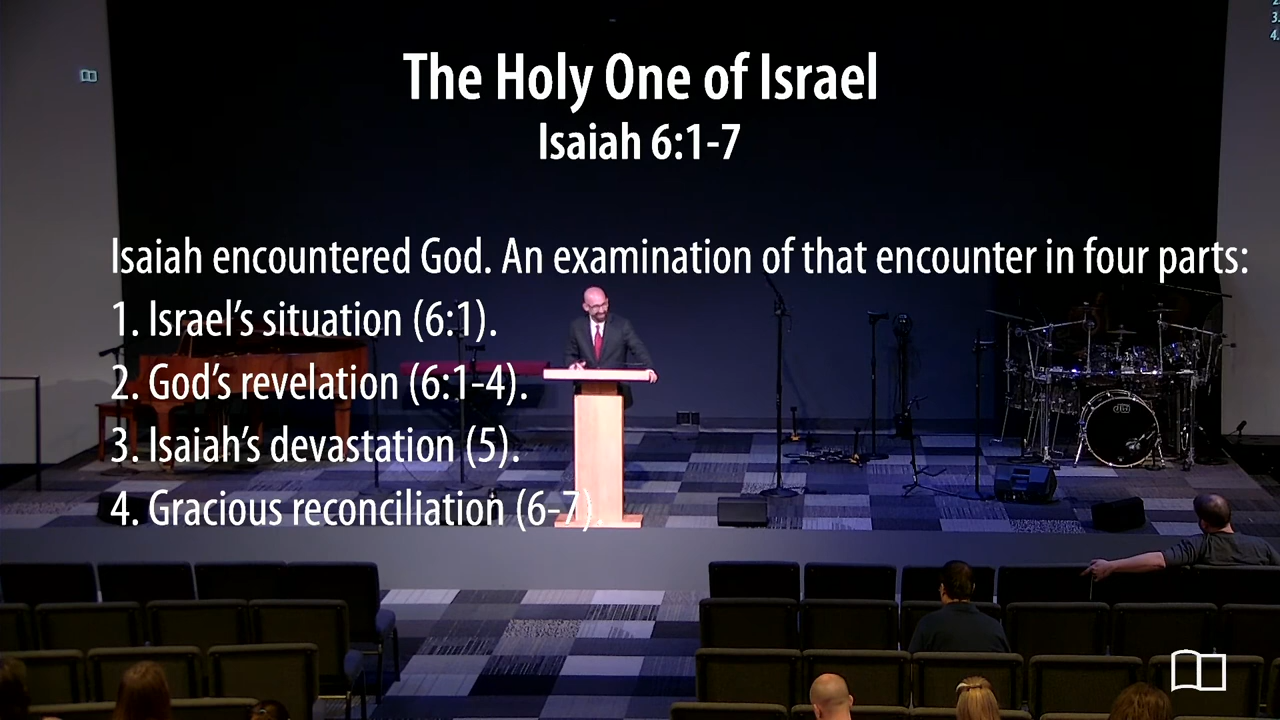 The Holy One of Israel
Isaiah 6:1-7
Isaiah encountered God. An examination of that encounter in four parts:
1. Israel’s situation (6:1).
2. God’s revelation (6:1-4).
3. Isaiah’s devastation (5).
4. Gracious reconciliation (6-7).